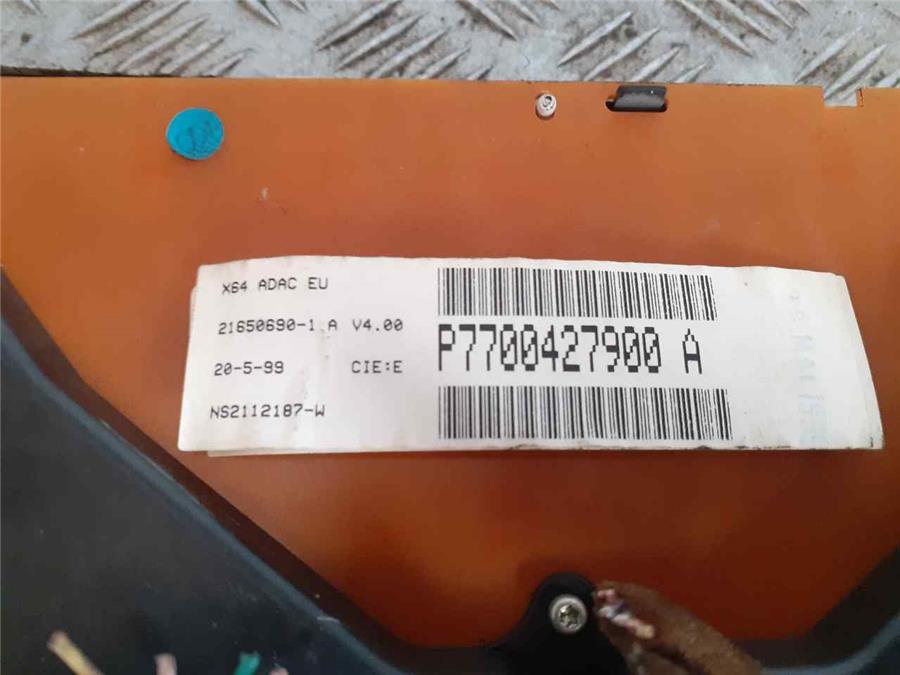 X64 ADAC EU
21650690-1 A V4.00
20-5-99 CIE:E
NS2112187-W
P7700427900 A